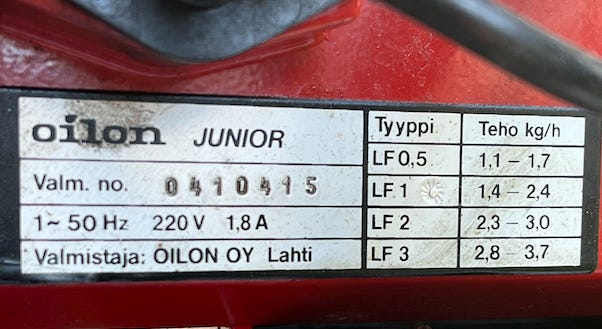 oilon JUNIOR
Valm. no. 0410415
1~ 50 Hz 220 V 1,8 A
Valmistaja: OILON OY Lahti
Tyyppi Teho kg/h
LF 0,5 1,1 – 1,7
LF 1 1,4 – 2,4
LF 2 2,3 – 3,0
LF 3 2,8 – 3,7